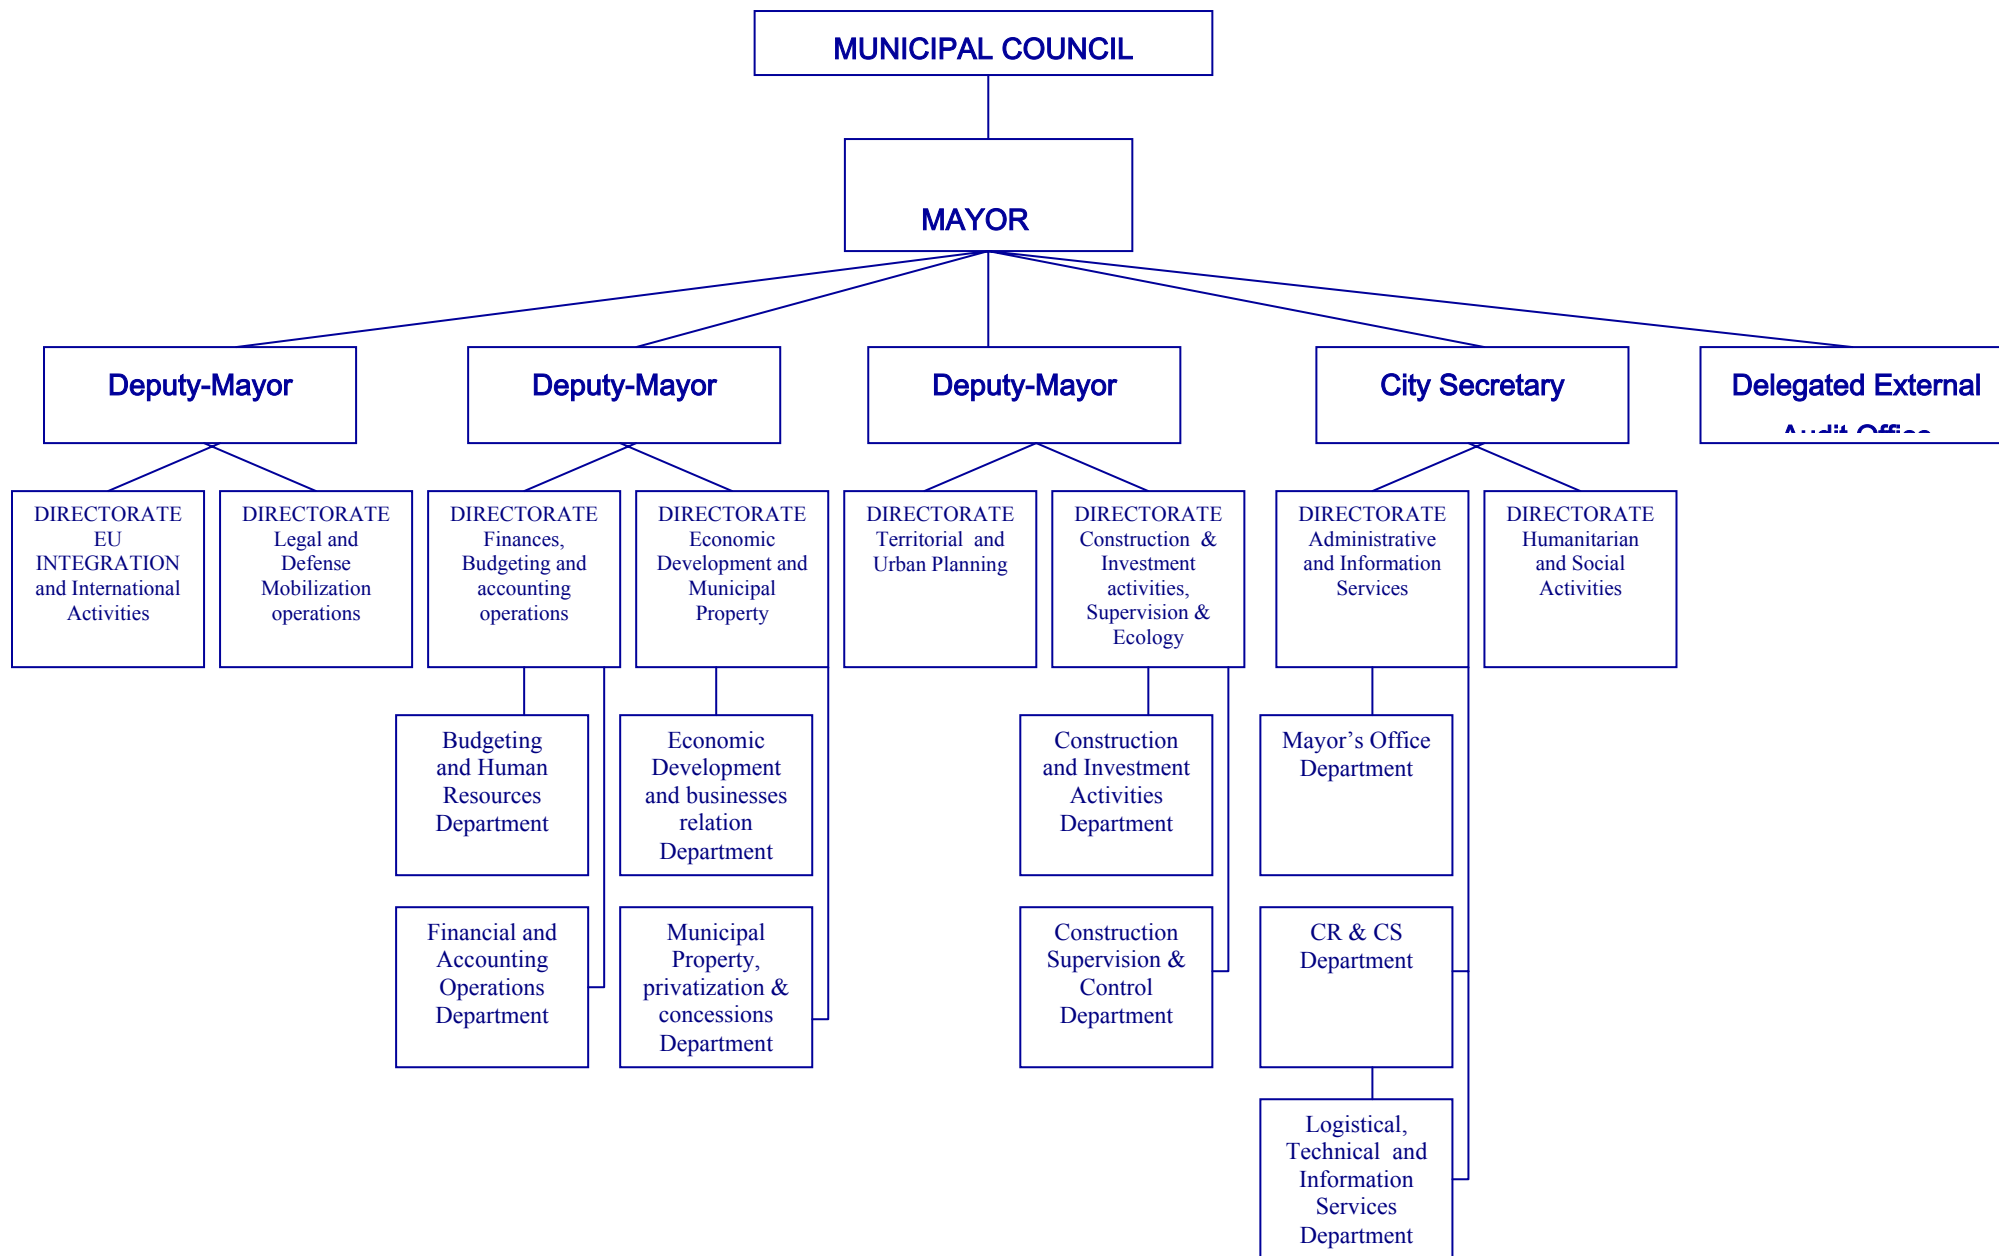 MUNICIPAL COUNCIL
MAYOR
Deputy-Mayor
Deputy-Mayor
Deputy-Mayor
City Secretary
Delegated External
Audit Office
DIRECTORATE
EU
INTEGRATION
and International
Activities
DIRECTORATE
Legal and
Defense
Mobilization
operations
DIRECTORATE
Finances,
Budgeting and
accounting
operations
DIRECTORATE
Economic
Development and
Municipal
Property
DIRECTORATE
Territorial and
Urban Planning
DIRECTORATE
Construction &
Investment
activities,
Supervision &
Ecology
DIRECTORATE
Administrative
and Information
Services
DIRECTORATE
Humanitarian
and Social
Activities
Budgeting
and Human
Resources
Department
Economic
Development
and businesses
relation
Department
Construction
and Investment
Activities
Department
Mayor’s Office
Department
Financial and
Accounting
Operations
Department
Municipal
Property,
privatization &
concessions
Department
Construction
Supervision &
Control
Department
CR & CS
Department
Logistical,
Technical and
Information
Services
Department